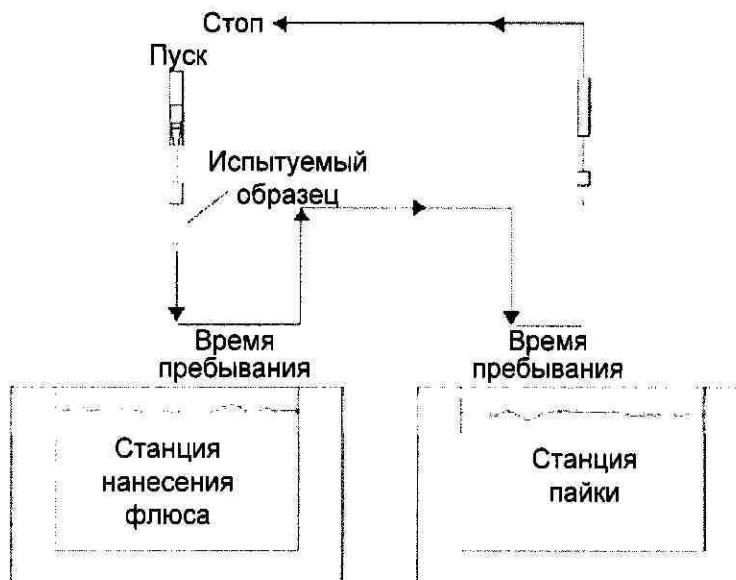 Стоп
Пуск
Испытуемый
образец
Время
пребывания
Время
пребывания
Станция
нанесения
флюса
Станция
пайки